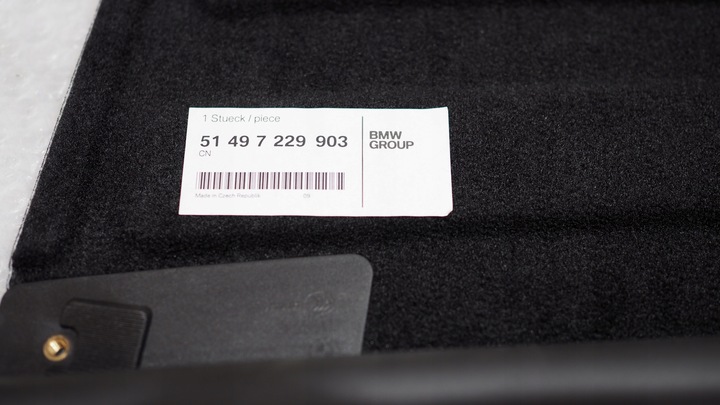 1 Stueck / piece
51 49 7 229 903
CN
Made in Czech Republic
BMW
GROUP